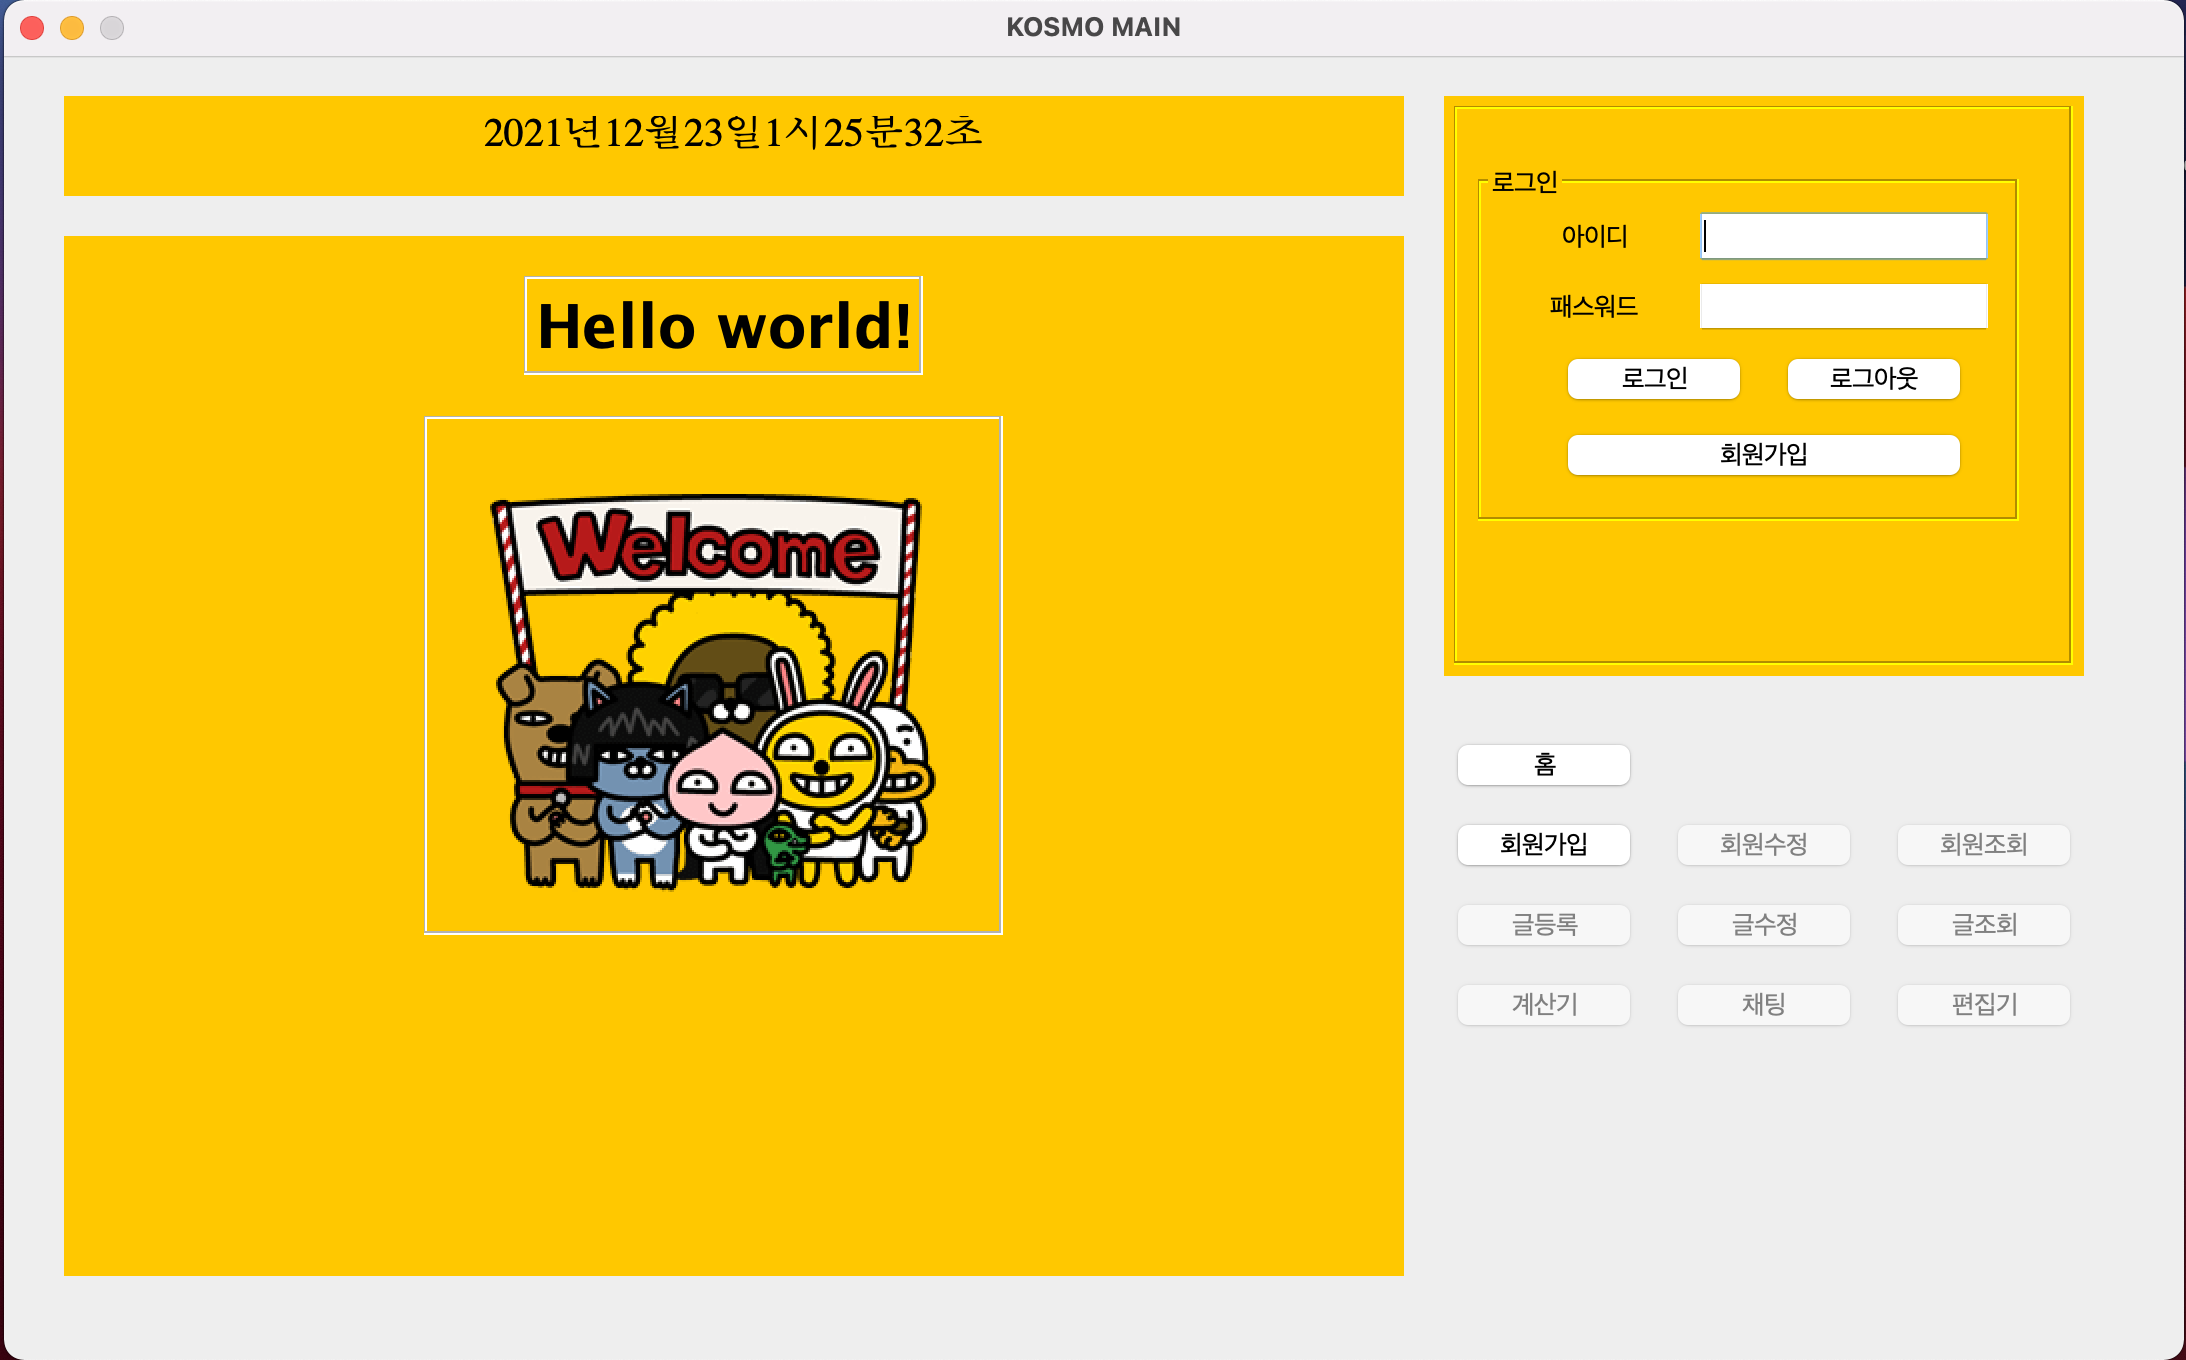 KOSMO MAIN
2021년12월23일1시25분32초
Hello world!
Welcome
로그인
아이디
패스워드
로그인 로그아웃
회원가입
홈
회원가입 회원수정 회원조회
글등록 글수정 글조회
계산기 채팅 편집기